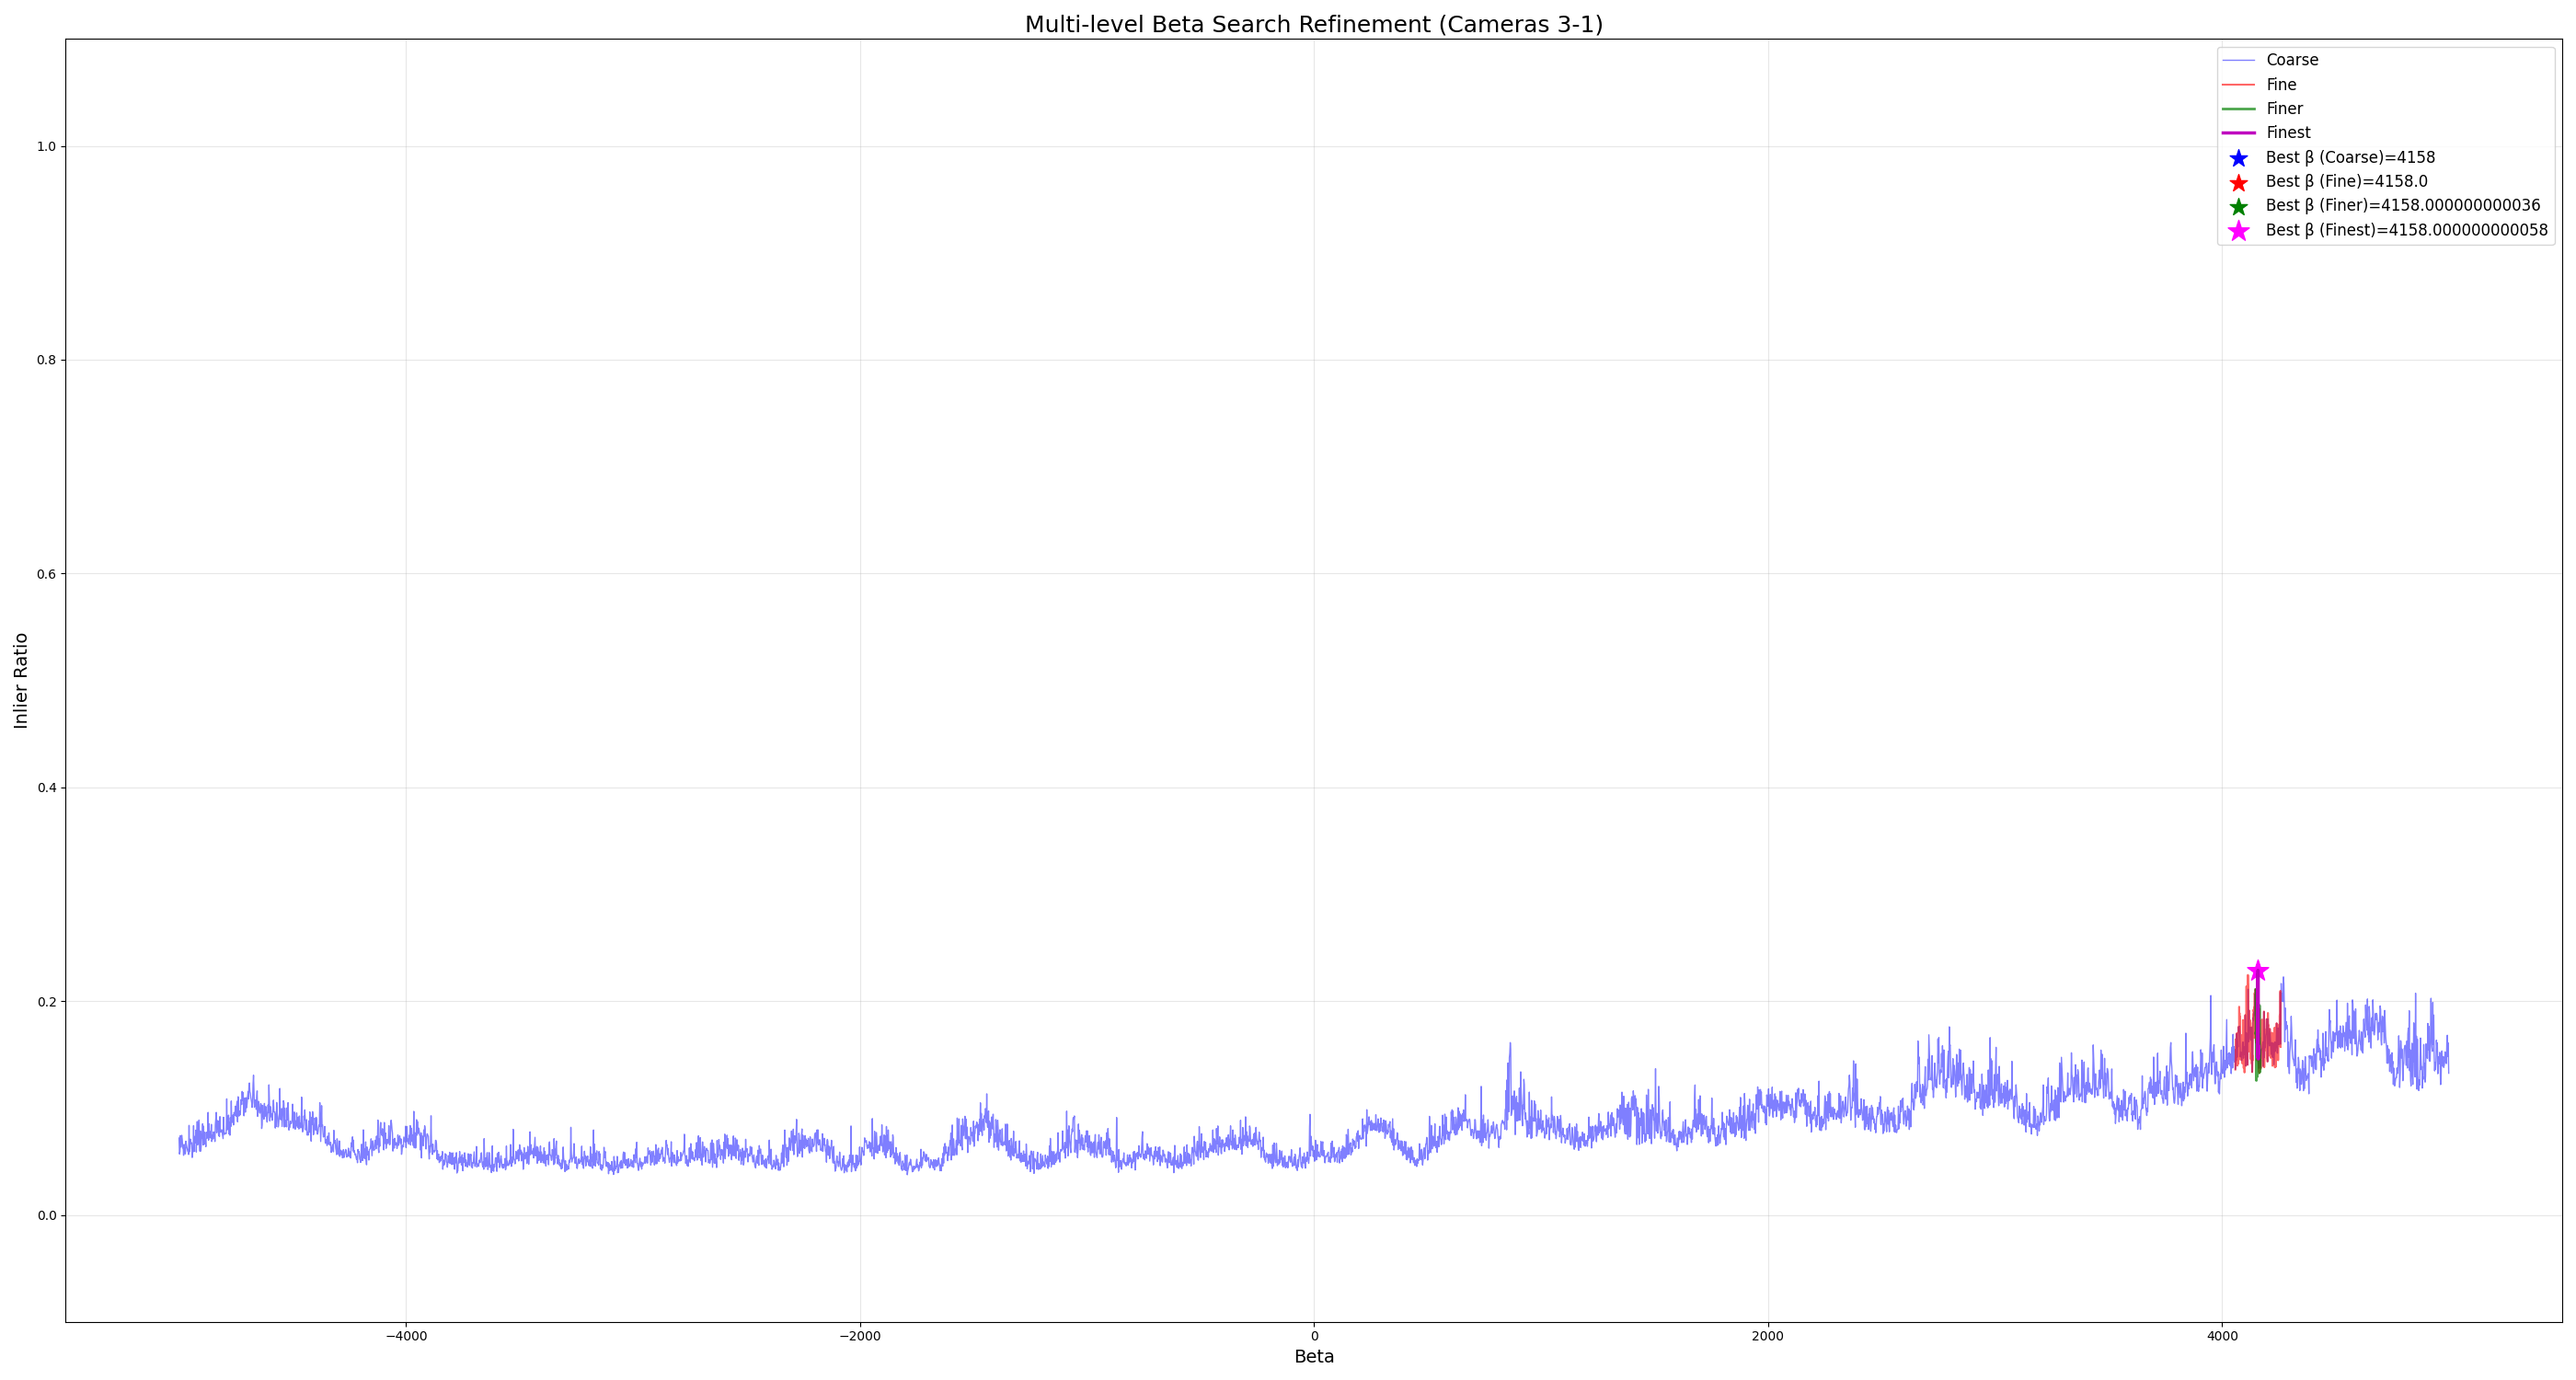 Multi-level Beta Search Refinement (Cameras 3-1)
Coarse
Fine
Finer
Finest
Best β (Coarse)=4158
Best β (Fine)=4158.0
Best β (Finer)=4158.000000000036
Best β (Finest)=4158.000000000058
1.0
0.8
0.6
0.4
0.2
0.0
Inlier Ratio
−4000
−2000
0
2000
4000
Beta